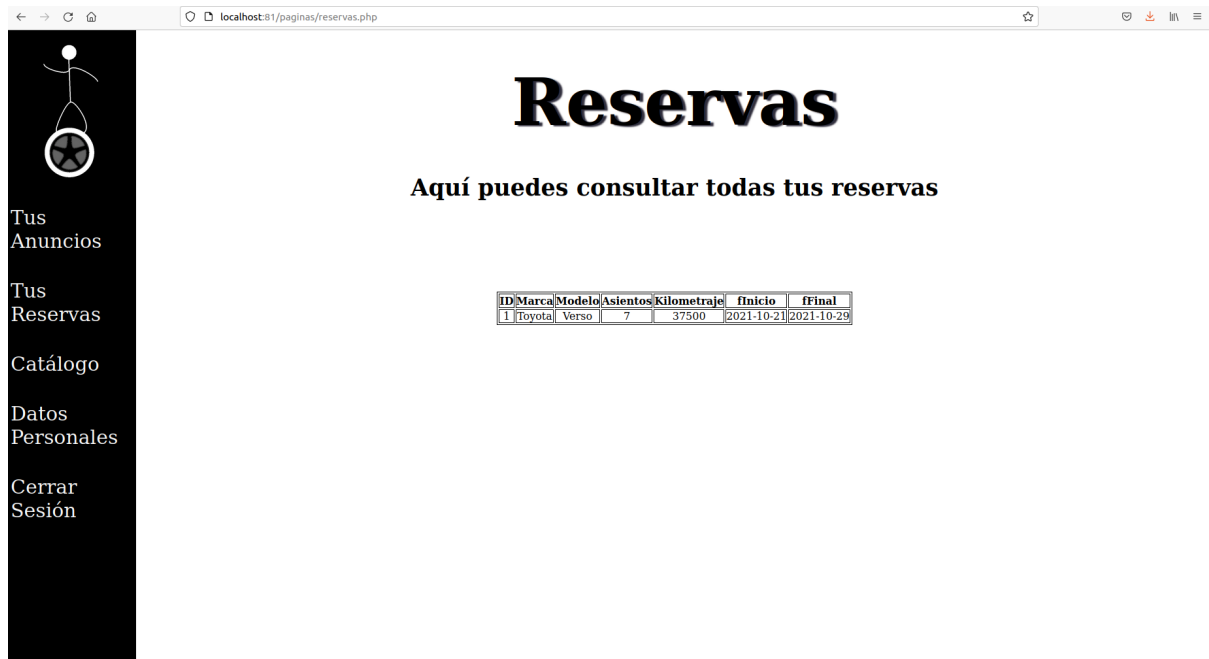 localhost:81/paginas/reservas.php
Reservas
Aquí puedes consultar todas tus reservas
Tus
Anuncios
Tus
Reservas
Catálogo
Datos
Personales
Cerrar
Sesión
ID Marca Modelo Asientos Kilometraje fInicio fFinal
1 Toyota Verso 7 37500 2021-10-21 2021-10-29